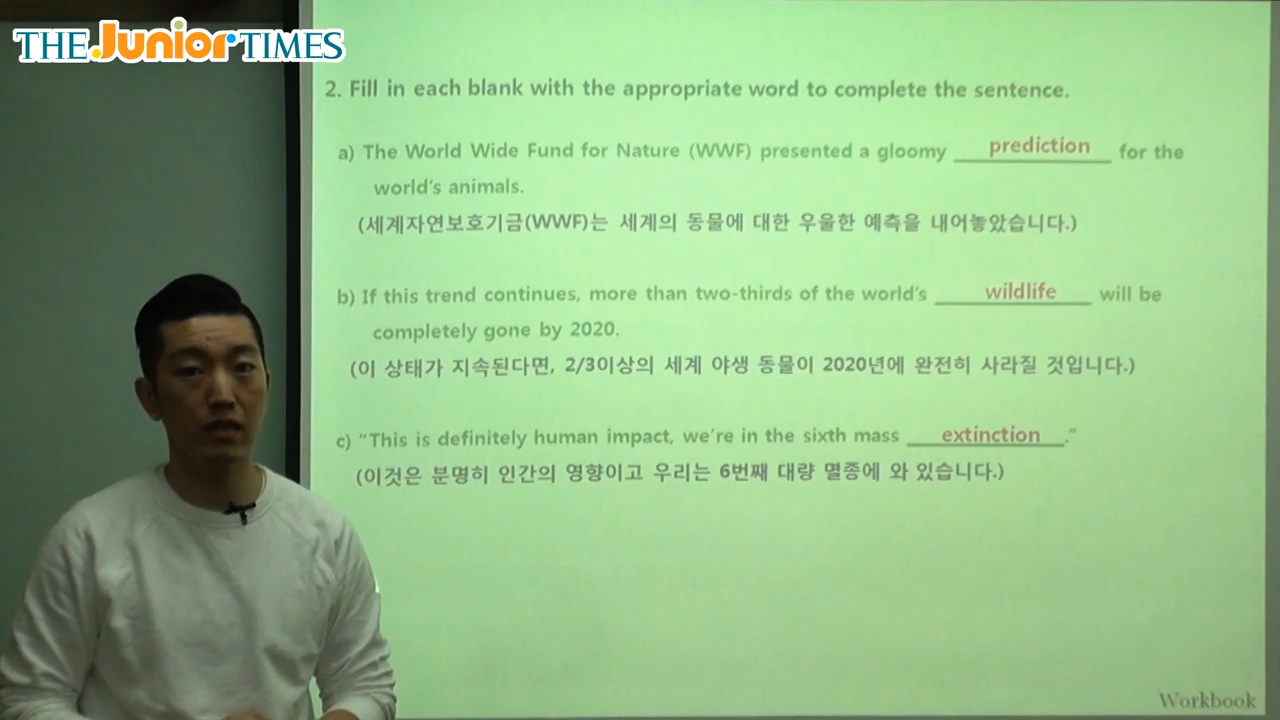 THE Junior TIMES
2. Fill in each blank with the appropriate word to complete the sentence.
a) The World Wide Fund for Nature (WWF) presented a gloomy prediction for the
world's animals.
(세계자연보호기금(WWF)는 세계의 동물에 대한 우울한 예측을 내어놓았습니다.)
b) If this trend continues, more than two-thirds of the world's wildlife will be
completely gone by 2020.
(이 상태가 지속된다면, 2/3이상의 세계 야생 동물이 2020년에 완전히 사라질 것입니다.)
c) “This is definitely human impact, we're in the sixth mass extinction.”
(이것은 분명히 인간의 영향이고 우리는 6번째 대량 멸종에 와 있습니다.)
Workbook